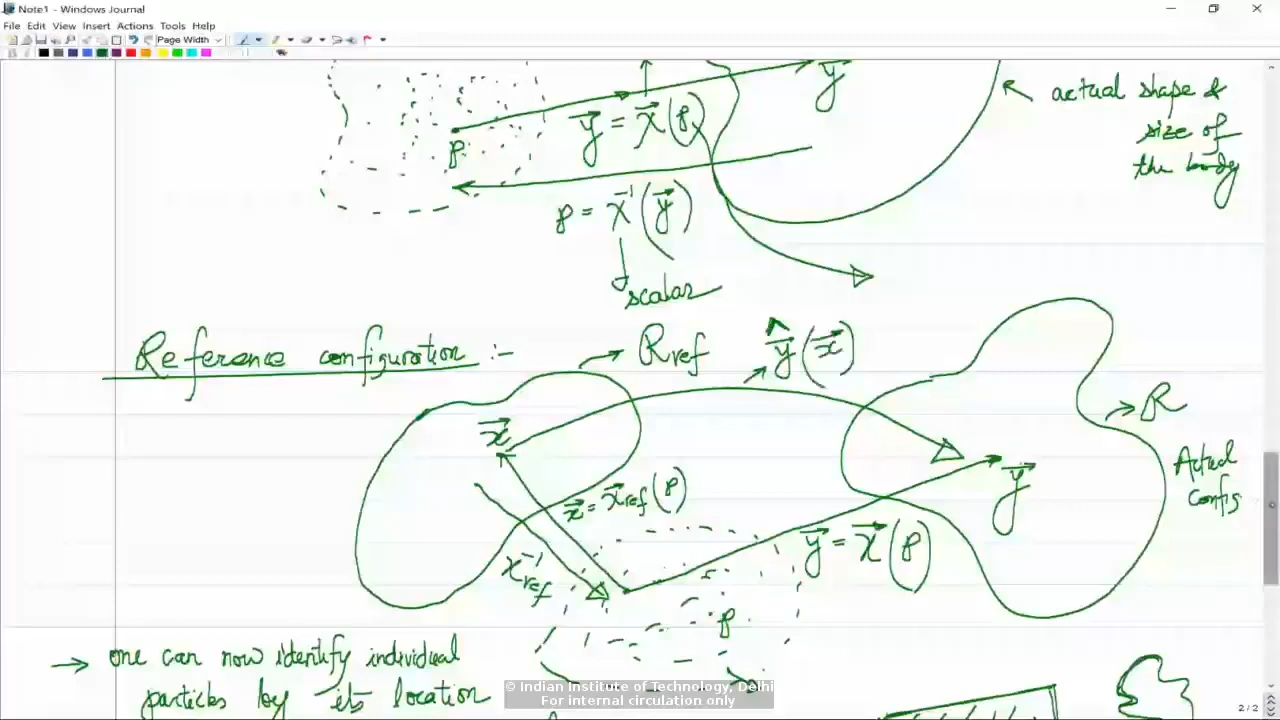 Note1 - Windows Journal
File Edit View Insert Actions Tools Help
Page Width
y⃗
actual shape &
size of
the body
y⃗ = χ⃗(p)
p
p = χ⃗⁻¹(y⃗)
scalar
Reference configuration :-
Rref
ŷ⃗(x⃗)
R
x⃗
Actual
Config
y⃗
x⃗ = χ⃗ref(p)
y⃗ = χ⃗(p)
χ⁻¹ref
p
→ one can now identify individual
particles by its location
© Indian Institute of Technology, Delhi
For internal circulation only
2 / 2